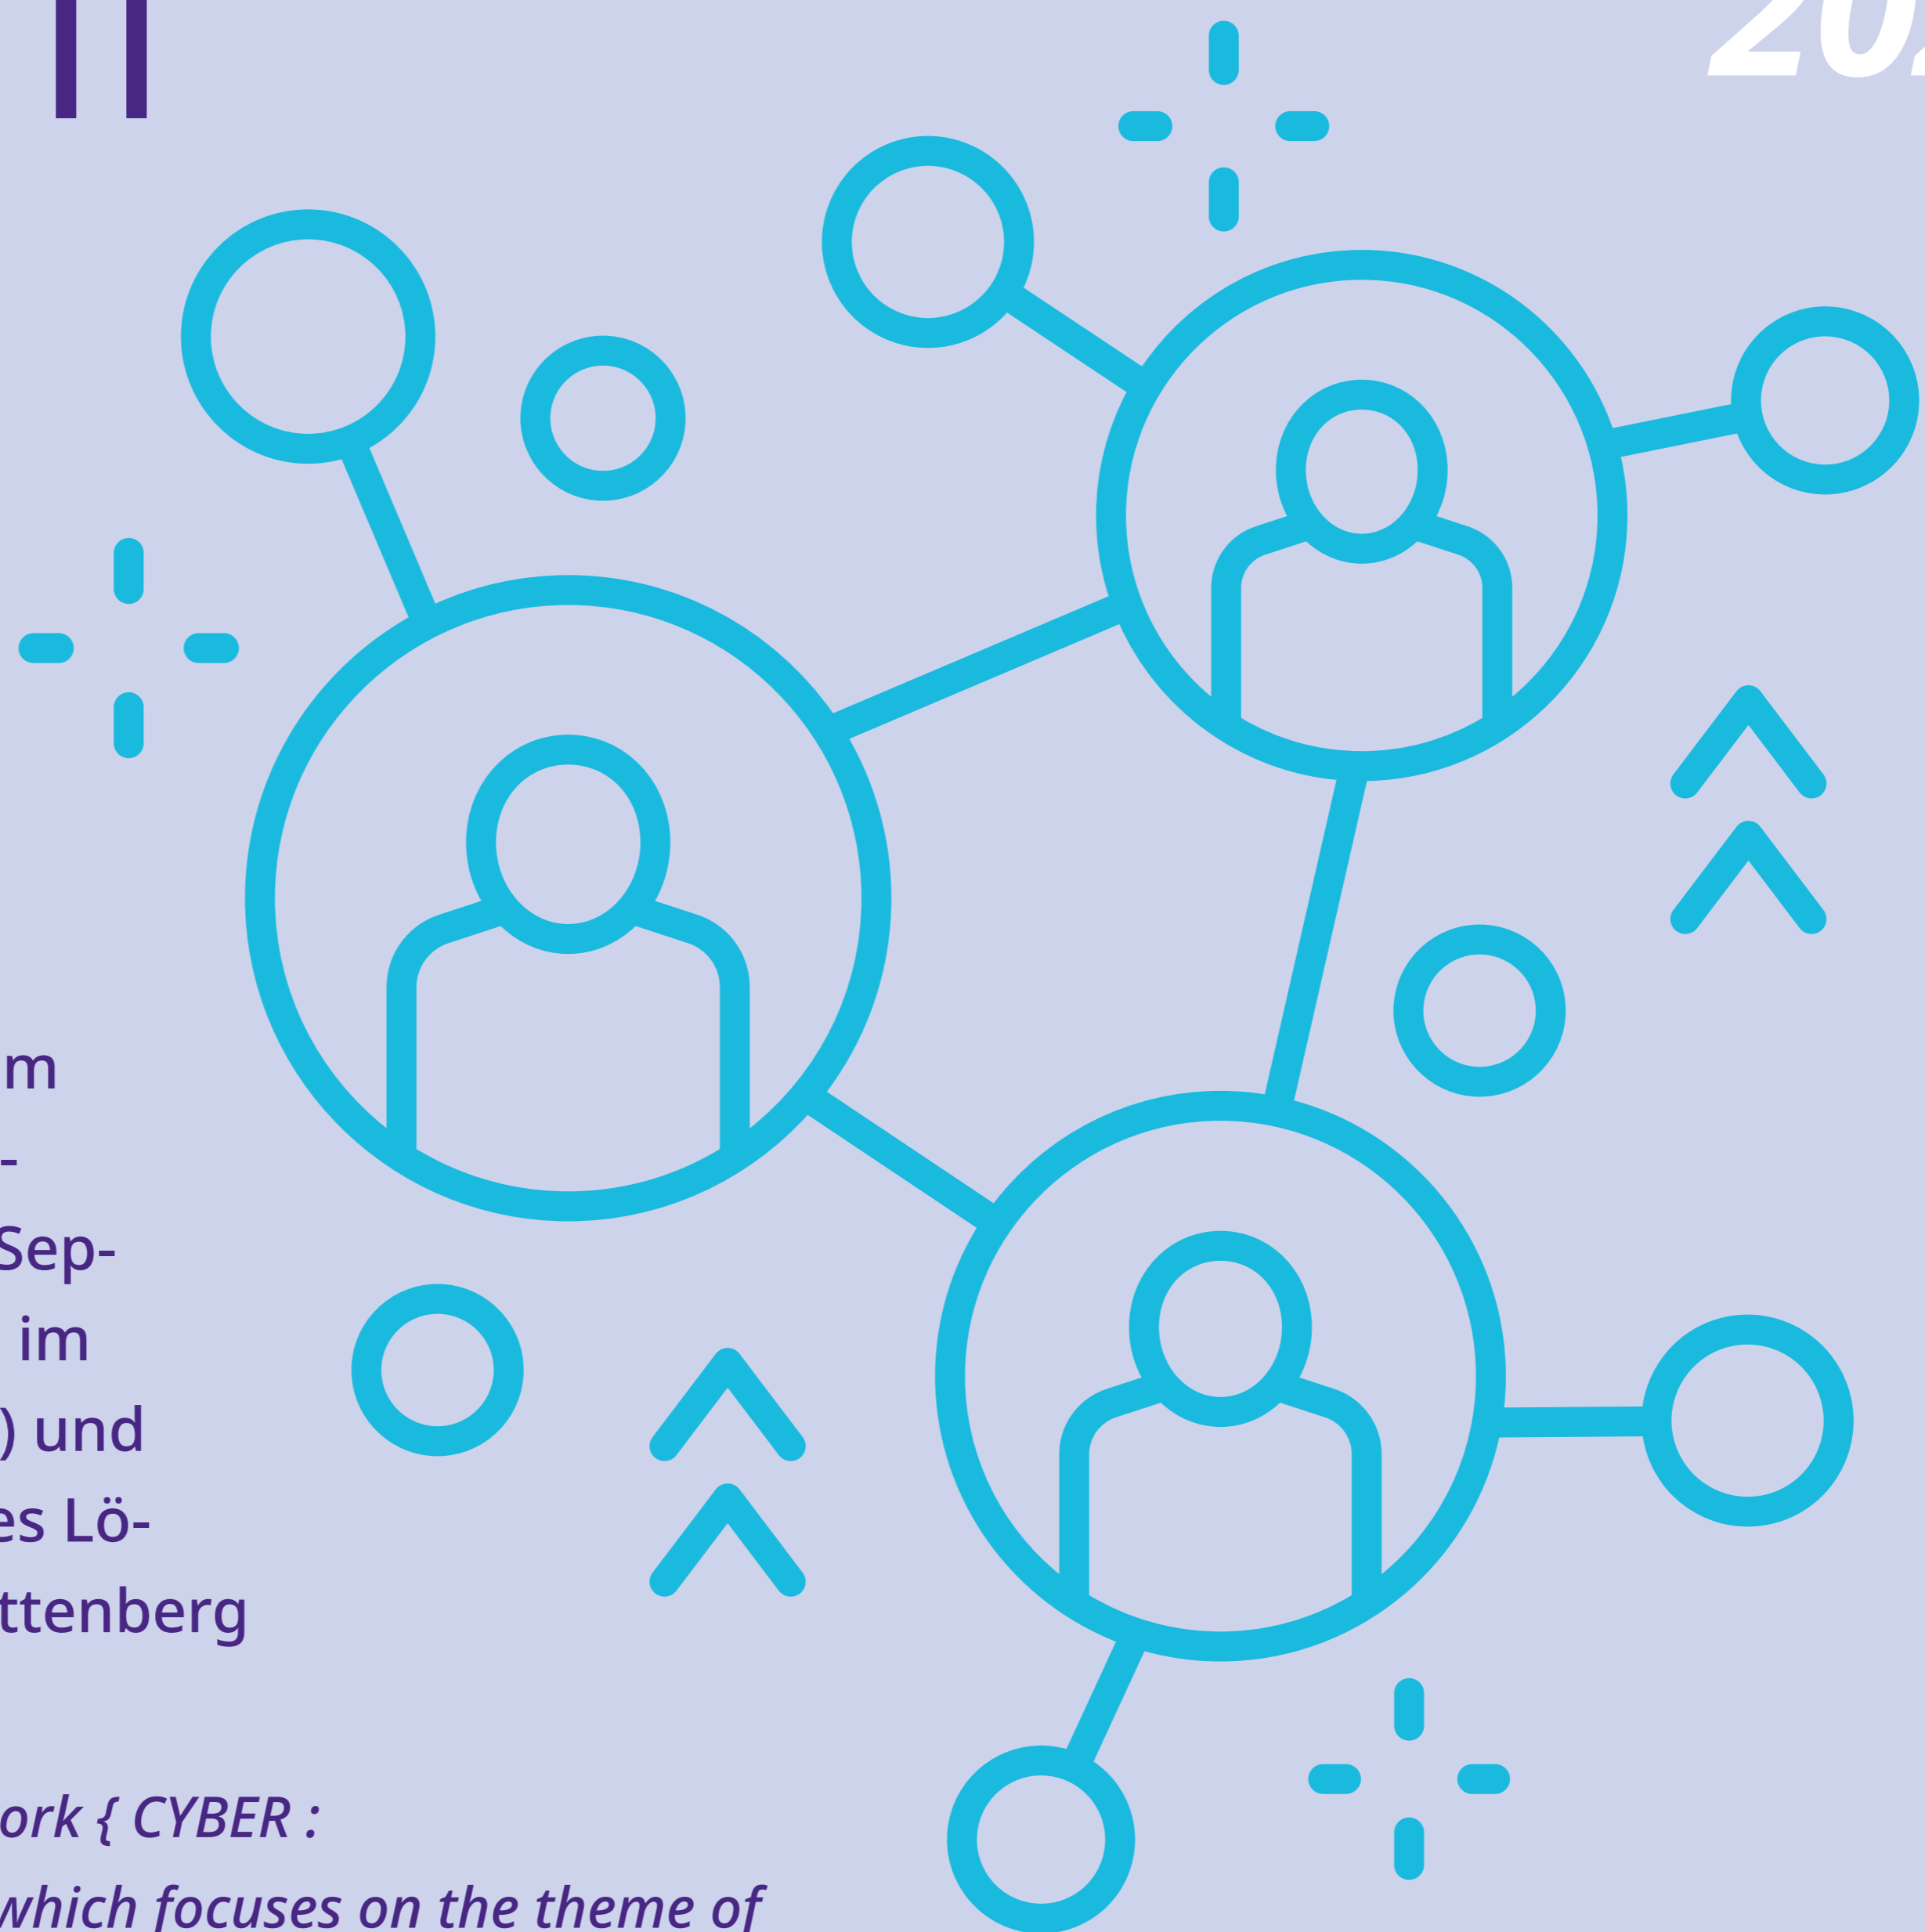 m
-
Sep-
im
) und
es Lö-
ttenberg
ork { CYBER :
which focuses on the theme of